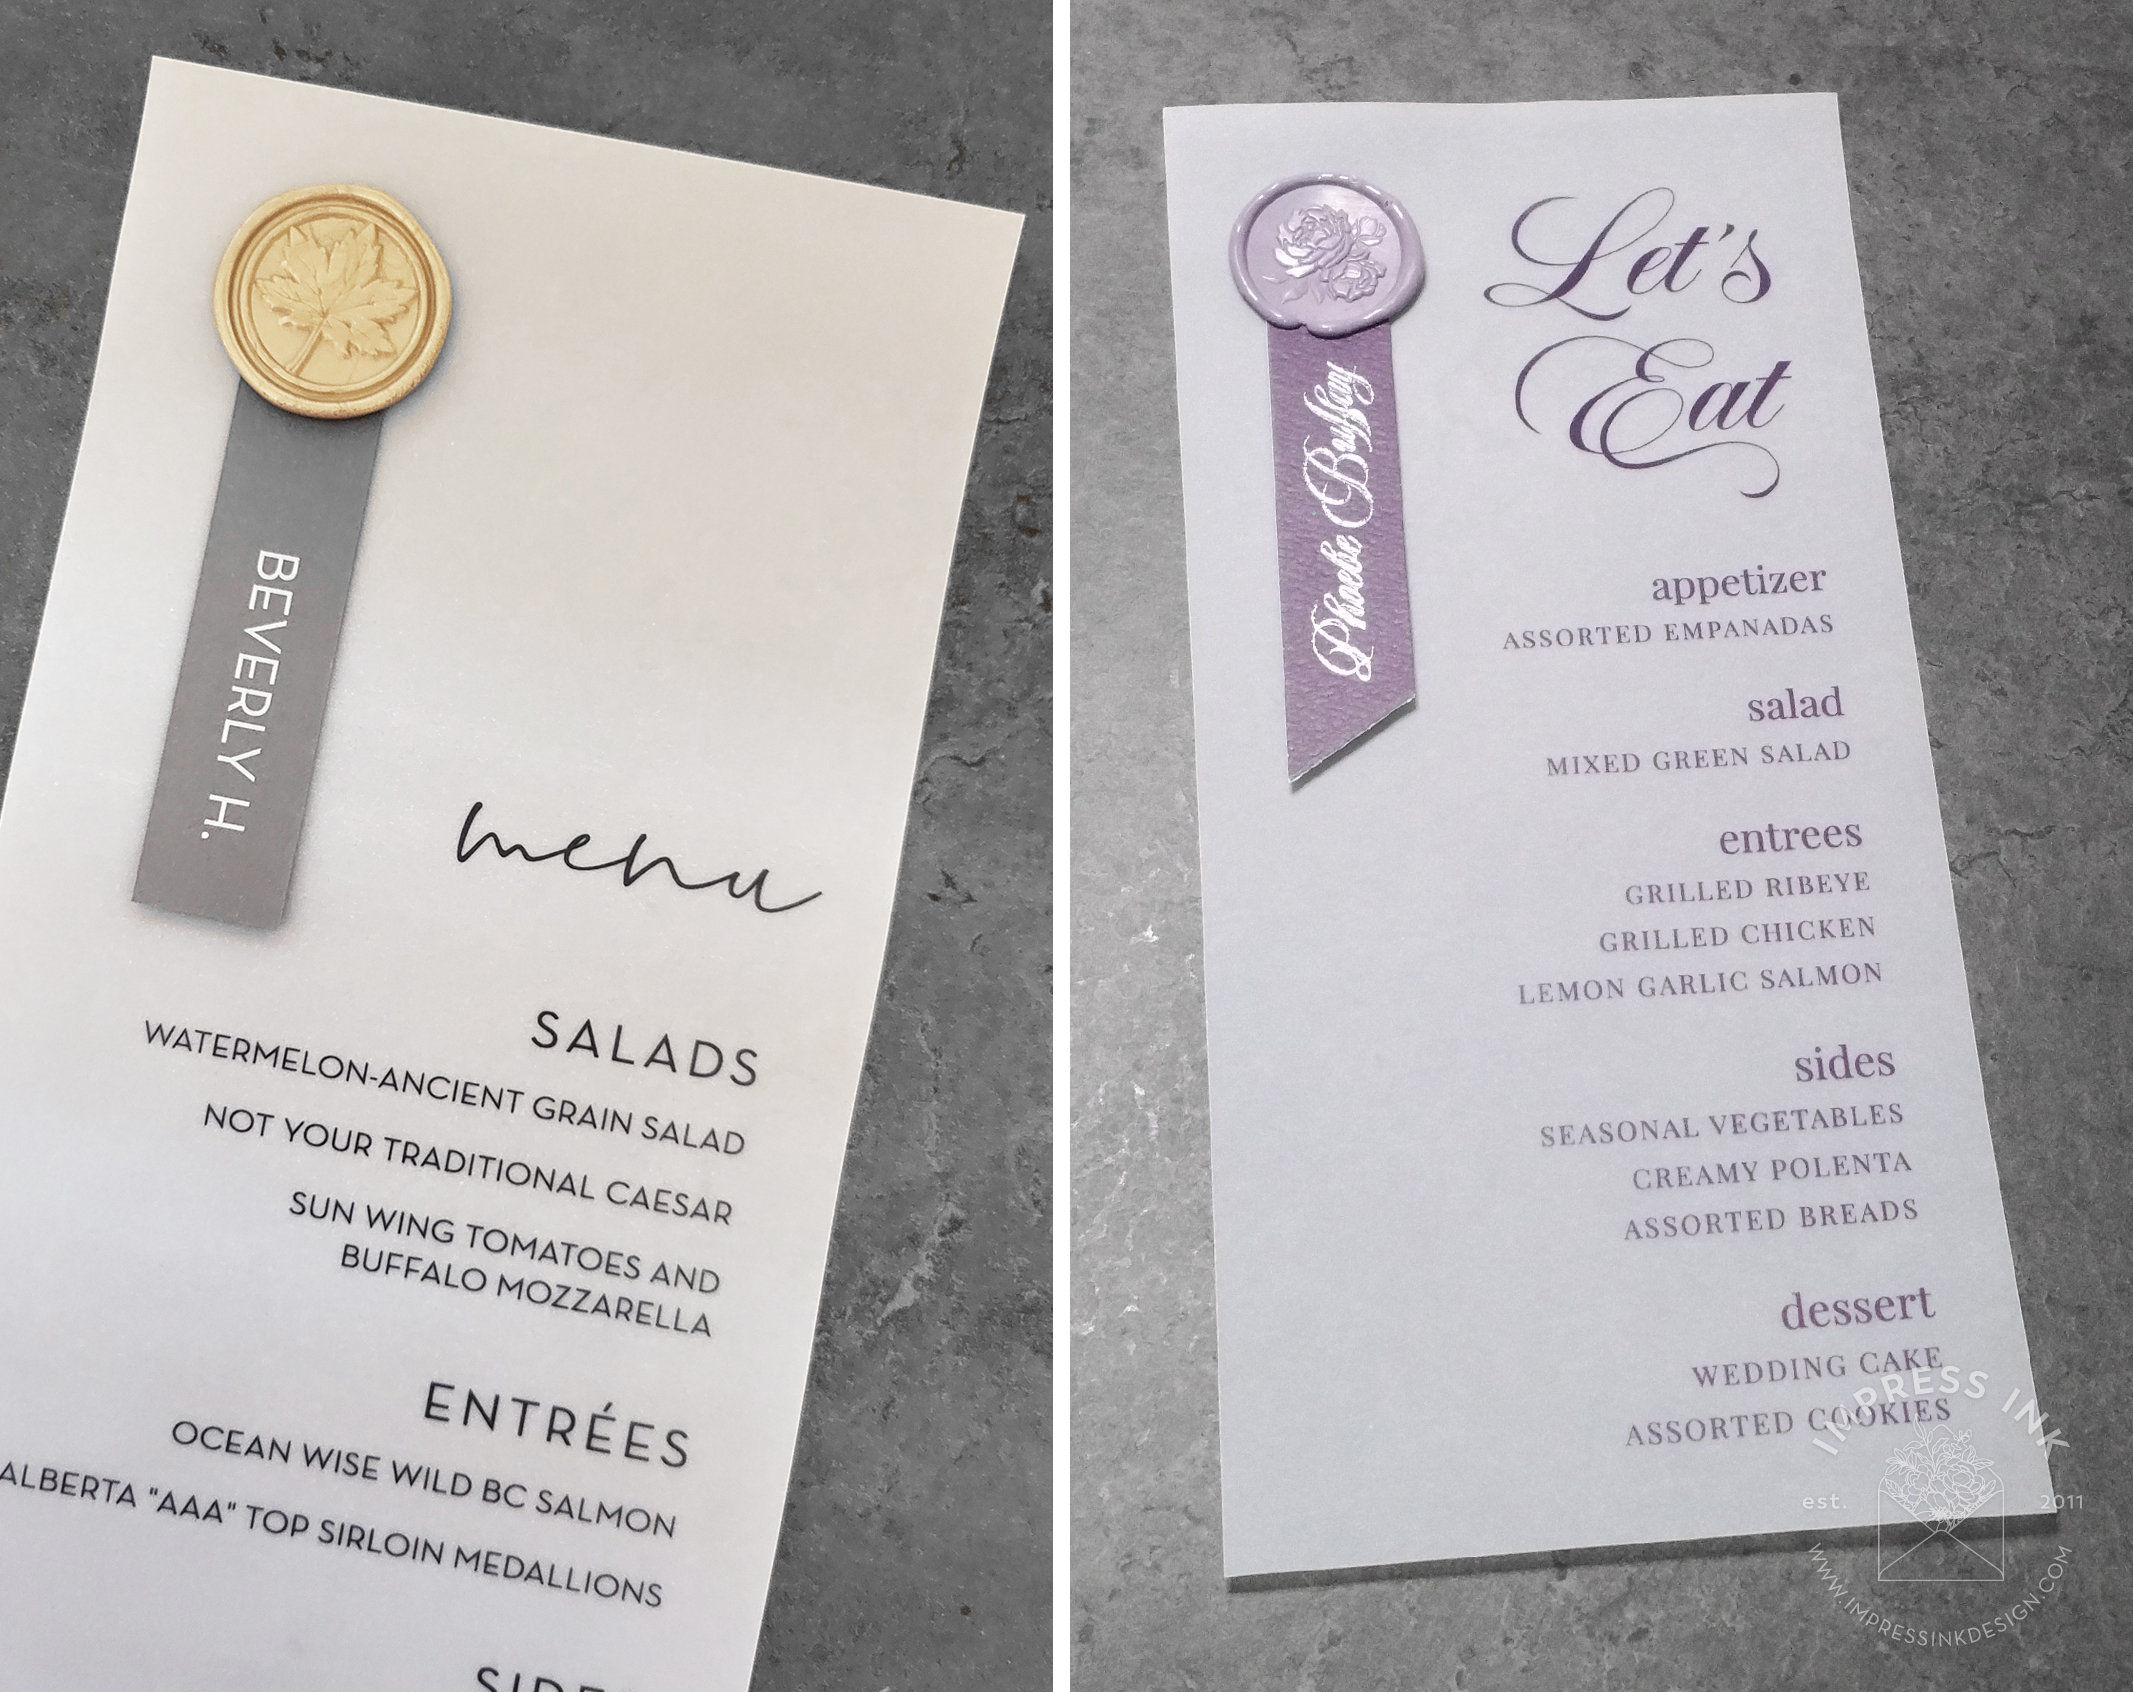 BEVERLY H.
menu
SALADS
WATERMELON-ANCIENT GRAIN SALAD
NOT YOUR TRADITIONAL CAESAR
SUN WING TOMATOES AND
BUFFALO MOZZARELLA
ENTRÉES
OCEAN WISE WILD BC SALMON
ALBERTA "AAA" TOP SIRLOIN MEDALLIONS
Phoebe Buffay
Let's
Eat
appetizer
ASSORTED EMPANADAS
salad
MIXED GREEN SALAD
entrees
GRILLED RIBEYE
GRILLED CHICKEN
LEMON GARLIC SALMON
sides
SEASONAL VEGETABLES
CREAMY POLENTA
ASSORTED BREADS
dessert
WEDDING CAKE
ASSORTED COOKIES
IMPRESS INK
est. 2011
WWW.IMPRESSINKDESIGN.COM